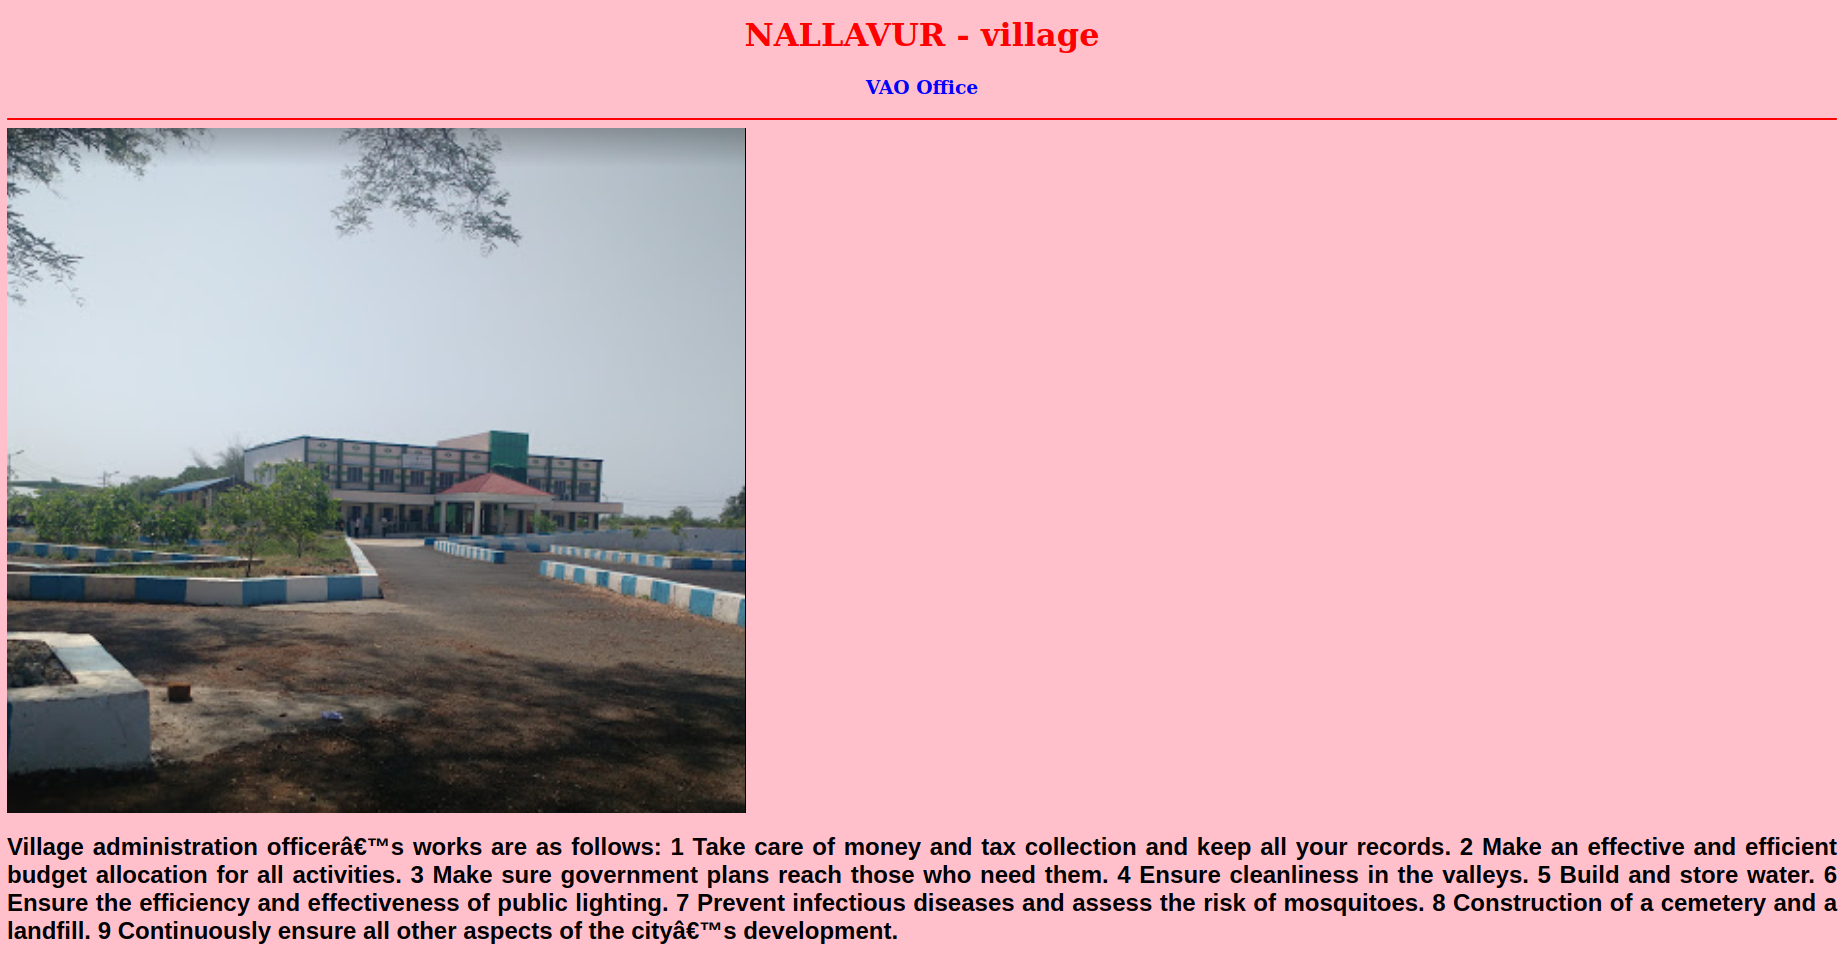 NALLAVUR - village
VAO Office
Village administration officerâ€™s works are as follows: 1 Take care of money and tax collection and keep all your records. 2 Make an effective and efficient
budget allocation for all activities. 3 Make sure government plans reach those who need them. 4 Ensure cleanliness in the valleys. 5 Build and store water. 6
Ensure the efficiency and effectiveness of public lighting. 7 Prevent infectious diseases and assess the risk of mosquitoes. 8 Construction of a cemetery and a
landfill. 9 Continuously ensure all other aspects of the cityâ€™s development.